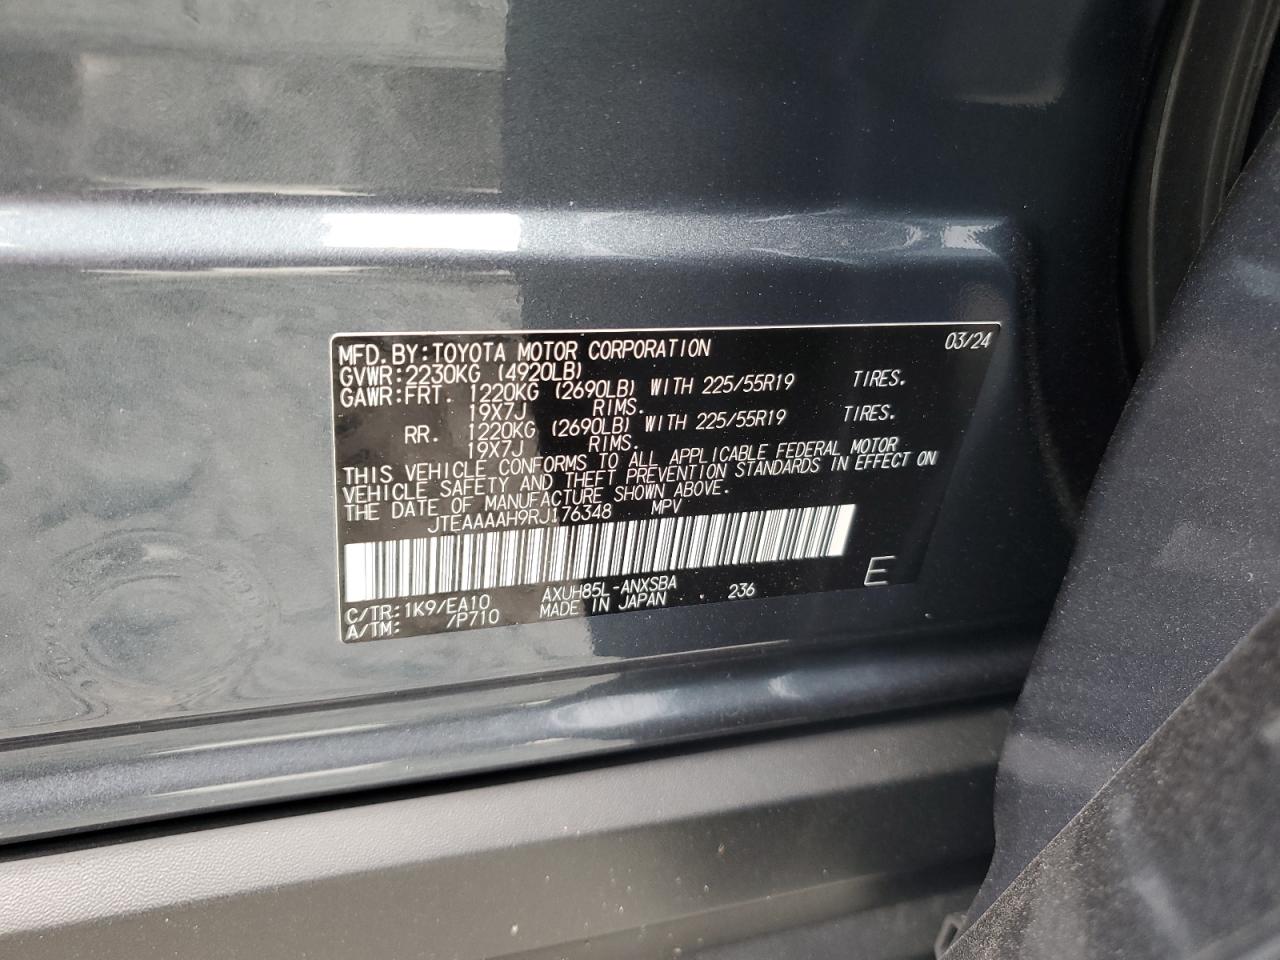 MFD. BY: TOYOTA MOTOR CORPORATION 03/24
GVWR: 2230KG (4920LB)
GAWR: FRT. 1220KG (2690LB) WITH 225/55R19 TIRES.
19X7J RIMS.
RR. 1220KG (2690LB) WITH 225/55R19 TIRES.
19X7J RIMS.
THIS VEHICLE CONFORMS TO ALL APPLICABLE FEDERAL MOTOR
VEHICLE SAFETY AND THEFT PREVENTION STANDARDS IN EFFECT ON
THE DATE OF MANUFACTURE SHOWN ABOVE.
JTEAAAAH9RJ176348 MPV
C/TR: 1K9/EA10 AXUH85L-ANXSBA 236 E
A/TM: /P710 MADE IN JAPAN